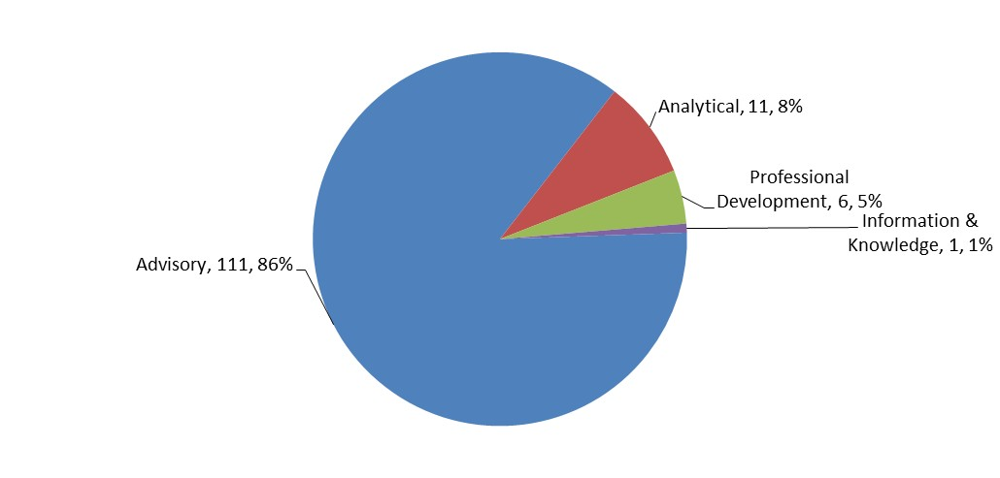 Analytical, 11, 8%
Professional
Development, 6, 5%
Information &
Knowledge, 1, 1%
Advisory, 111, 86%